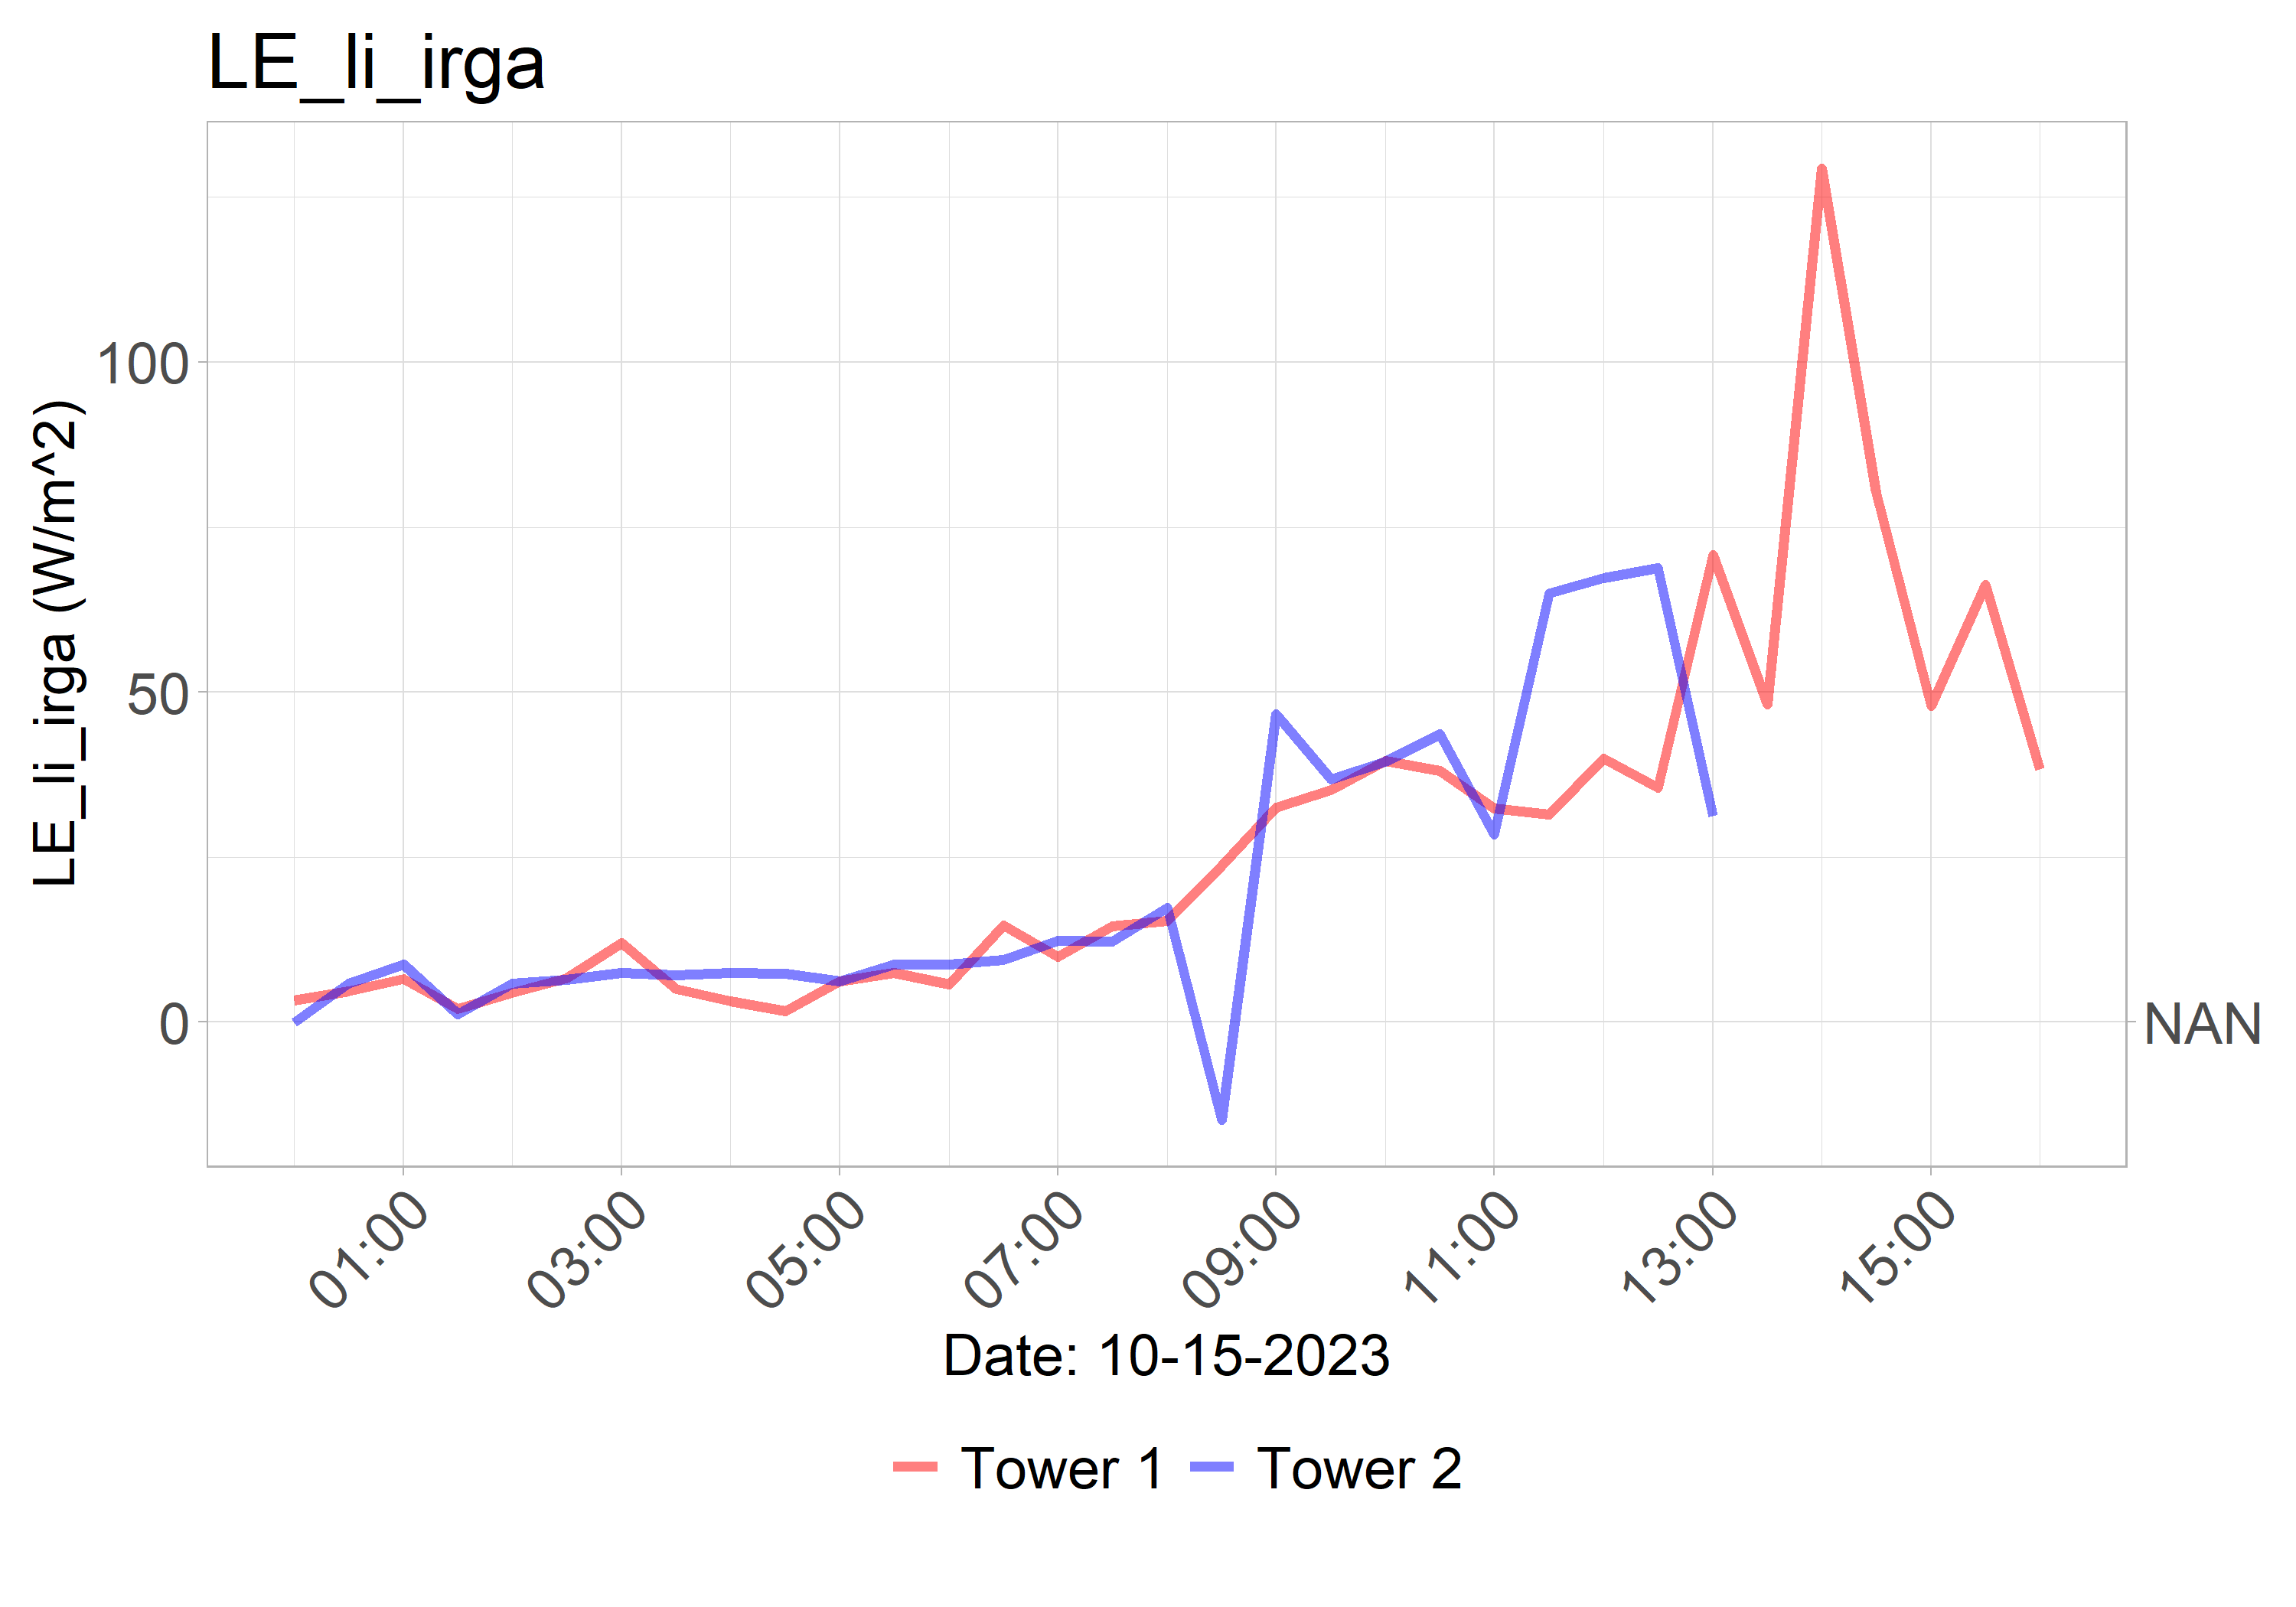 LE_li_irga
LE_li_irga (W/m^2)
100
50
0
NAN
01:00 03:00 05:00 07:00 09:00 11:00 13:00 15:00
Date: 10-15-2023
Tower 1 Tower 2